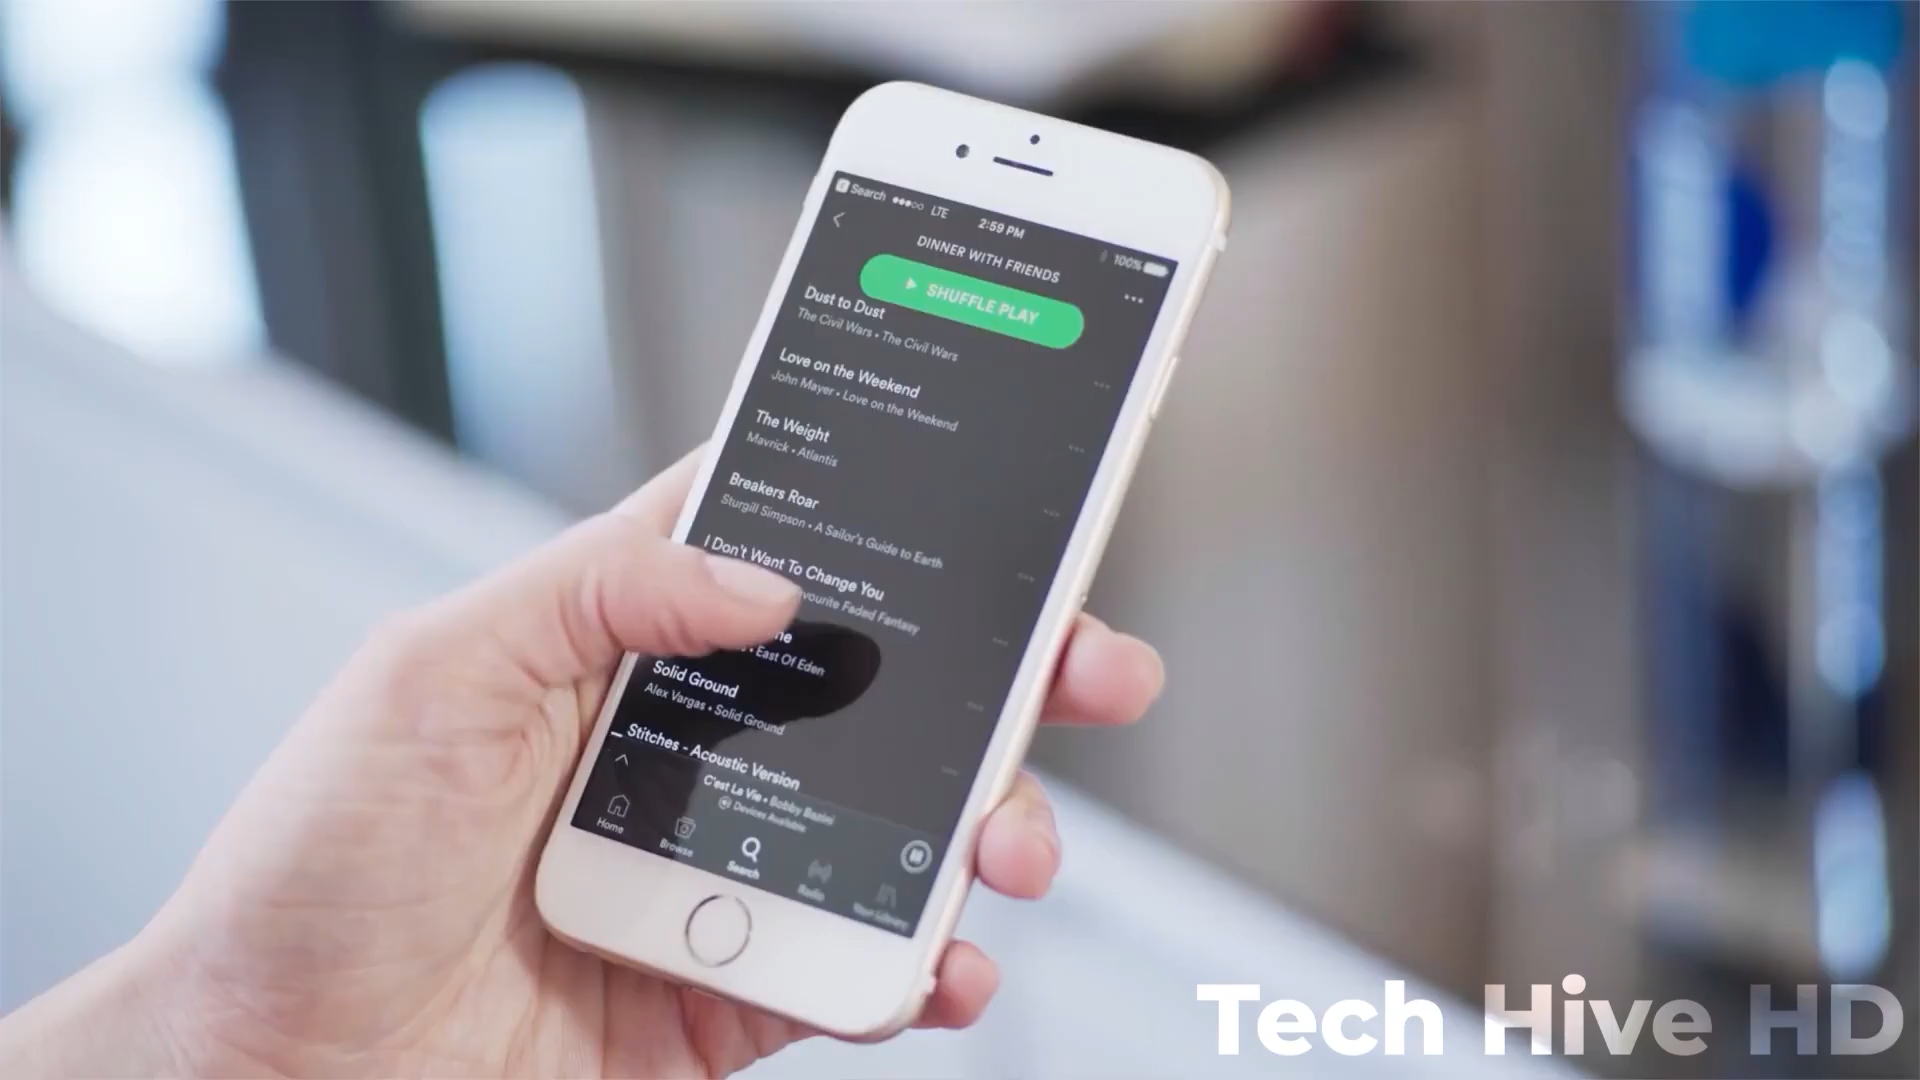 Search LTE 2:59 PM 100%
DINNER WITH FRIENDS
SHUFFLE PLAY
Dust to Dust
The Civil Wars • The Civil Wars
Love on the Weekend
John Mayer • Love on the Weekend
The Weight
Mavrick • Atlantis
Breakers Roar
Sturgill Simpson • A Sailor's Guide to Earth
I Don't Want To Change You
Faded Fantasy
• East Of Eden
Solid Ground
Alex Vargas • Solid Ground
Stitches - Acoustic Version
C'est La Vie • Bobby Bazini
Devices Available
Home Browse Search Radio Your Library
Tech Hive HD